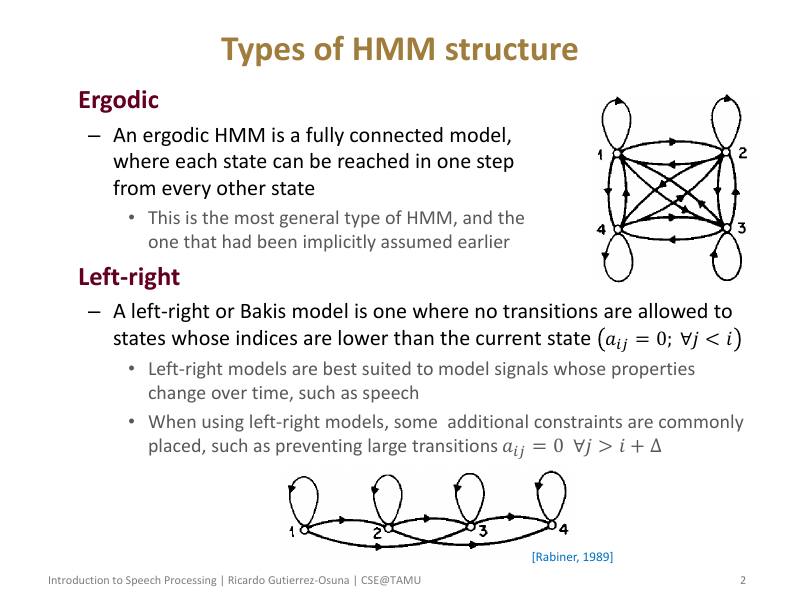 Types of HMM structure
Ergodic
– An ergodic HMM is a fully connected model,
where each state can be reached in one step
from every other state
• This is the most general type of HMM, and the
one that had been implicitly assumed earlier
1 2
4 3
Left-right
– A left-right or Bakis model is one where no transitions are allowed to
states whose indices are lower than the current state (𝑎ᵢⱼ = 0; ∀𝑗 < 𝑖)
• Left-right models are best suited to model signals whose properties
change over time, such as speech
• When using left-right models, some  additional constraints are commonly
placed, such as preventing large transitions 𝑎ᵢⱼ = 0 ∀𝑗 > 𝑖 + Δ
1 2 3 4
[Rabiner, 1989]
Introduction to Speech Processing | Ricardo Gutierrez-Osuna | CSE@TAMU 2